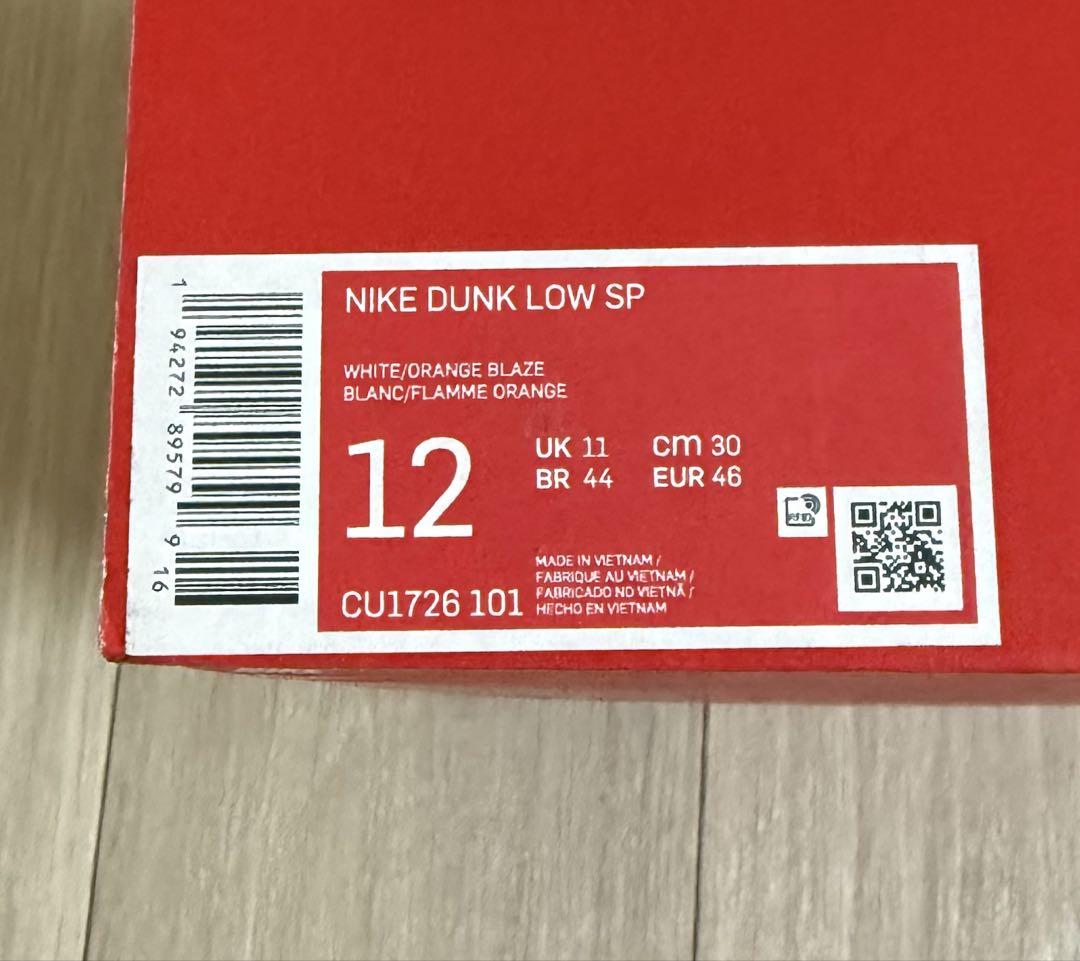 NIKE DUNK LOW SP
WHITE/ORANGE BLAZE
BLANC/FLAMME ORANGE
12
UK 11 cm 30
BR 44 EUR 46
MADE IN VIETNAM /
FABRIQUE AU VIETNAM /
FABRICADO NO VIETNÃ /
HECHO EN VIETNAM
CU1726 101
1 94272 89579 9 16